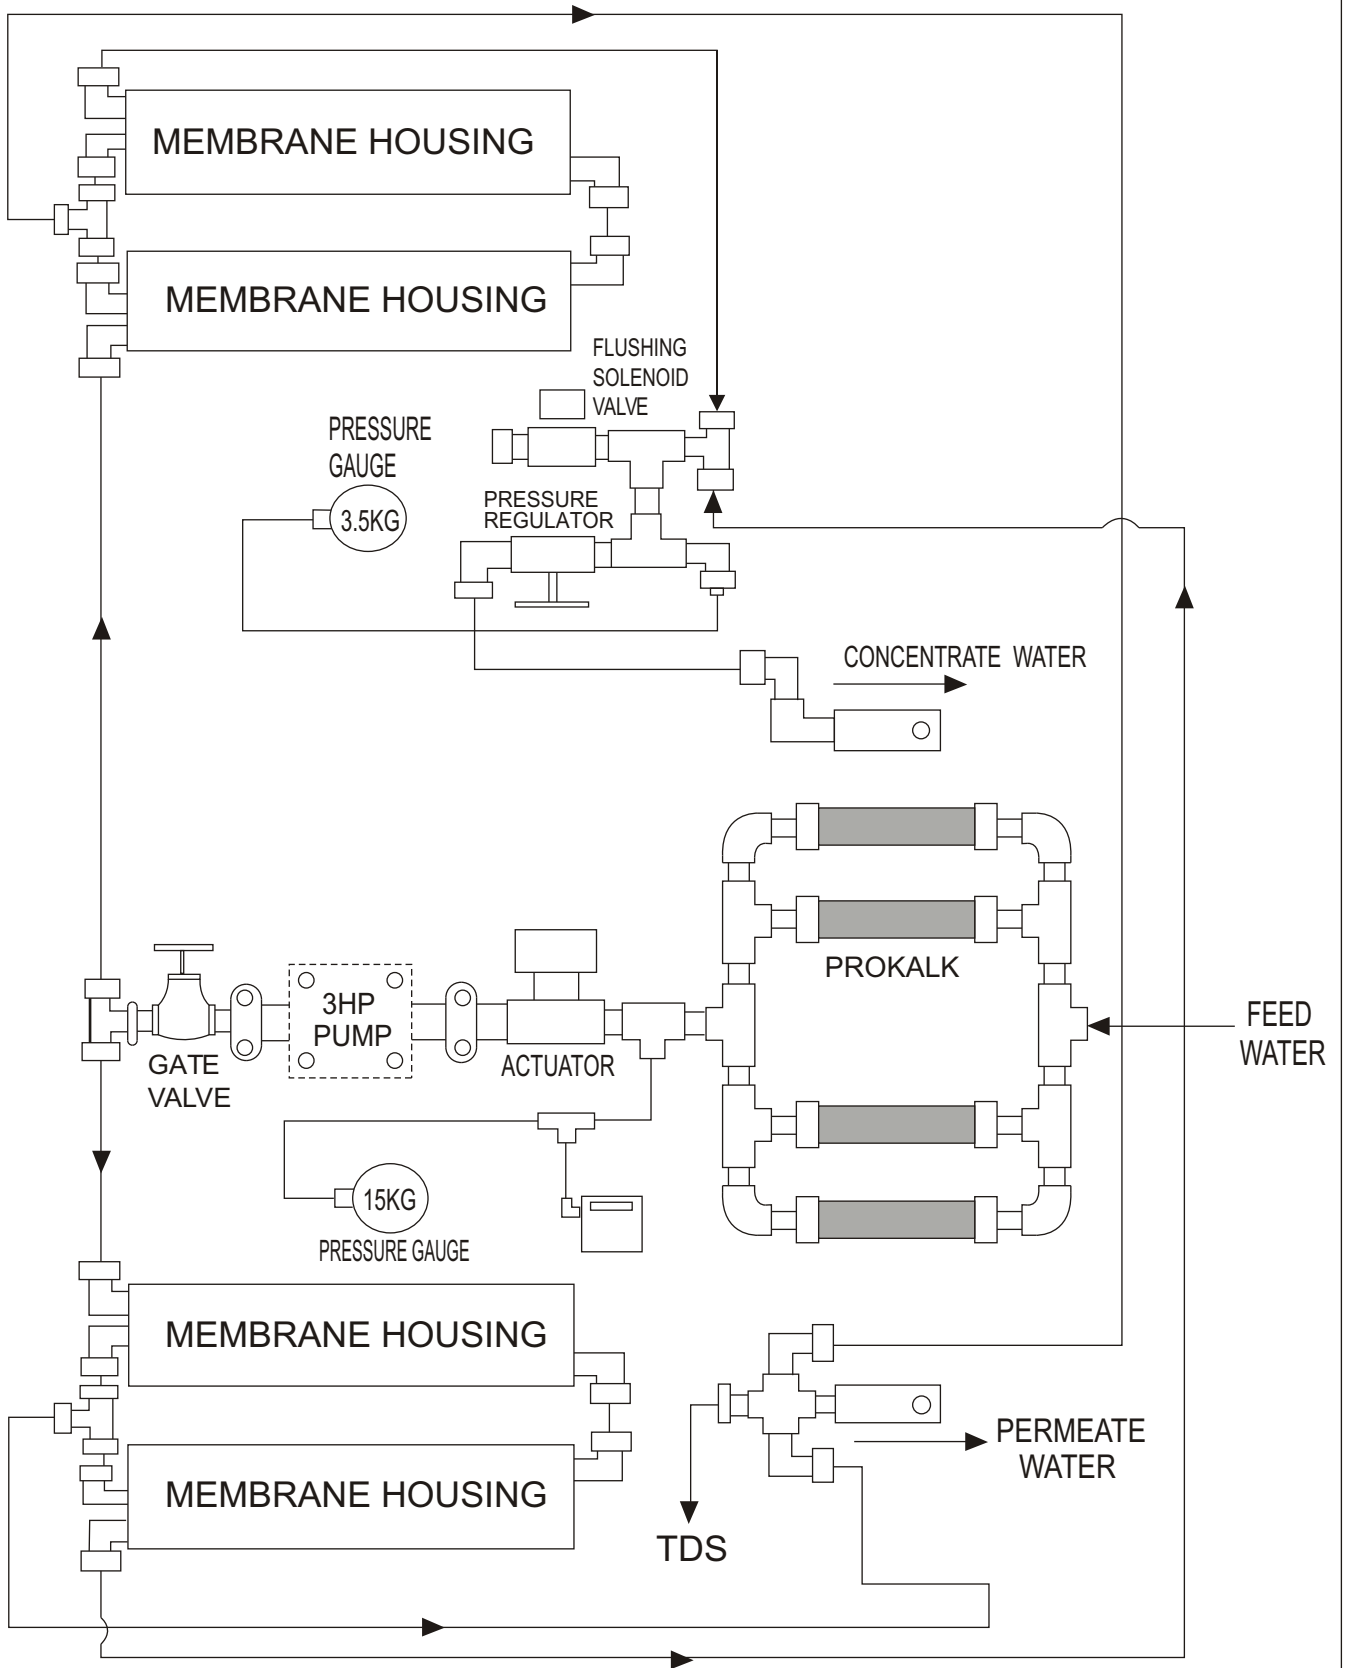 MEMBRANE HOUSING
MEMBRANE HOUSING
FLUSHING
SOLENOID
VALVE
PRESSURE
GAUGE
3.5KG
PRESSURE
REGULATOR
CONCENTRATE WATER
PROKALK
3HP
PUMP
GATE
VALVE
ACTUATOR
FEED
WATER
15KG
PRESSURE GAUGE
MEMBRANE HOUSING
MEMBRANE HOUSING
PERMEATE
WATER
TDS